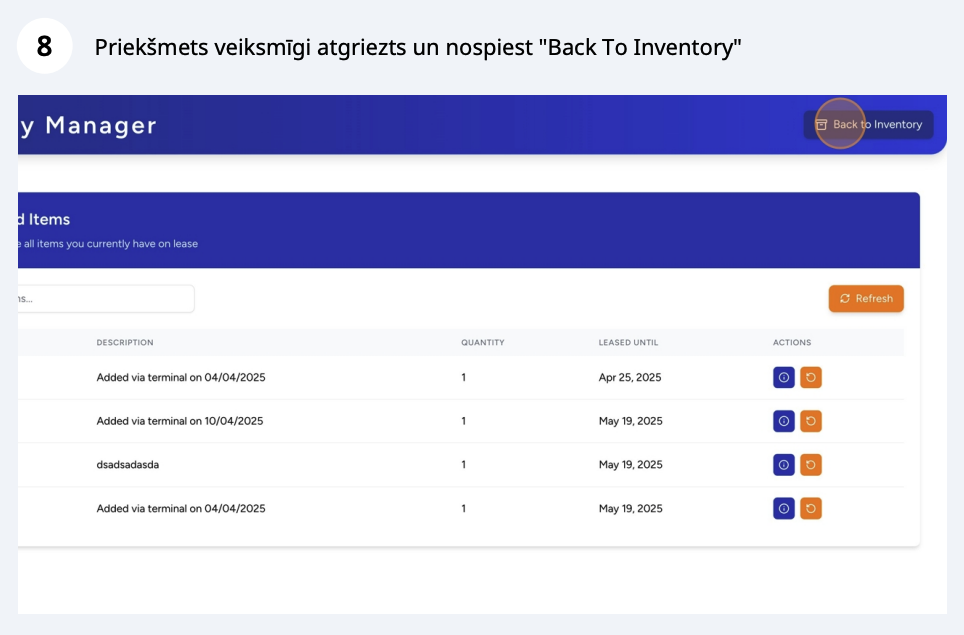 8 Priekšmets veiksmīgi atgriezts un nospiest "Back To Inventory"
y Manager
Back to Inventory
d Items
e all items you currently have on lease
ns...
Refresh
DESCRIPTION QUANTITY LEASED UNTIL ACTIONS
Added via terminal on 04/04/2025 1 Apr 25, 2025
Added via terminal on 10/04/2025 1 May 19, 2025
dsadsadasda 1 May 19, 2025
Added via terminal on 04/04/2025 1 May 19, 2025